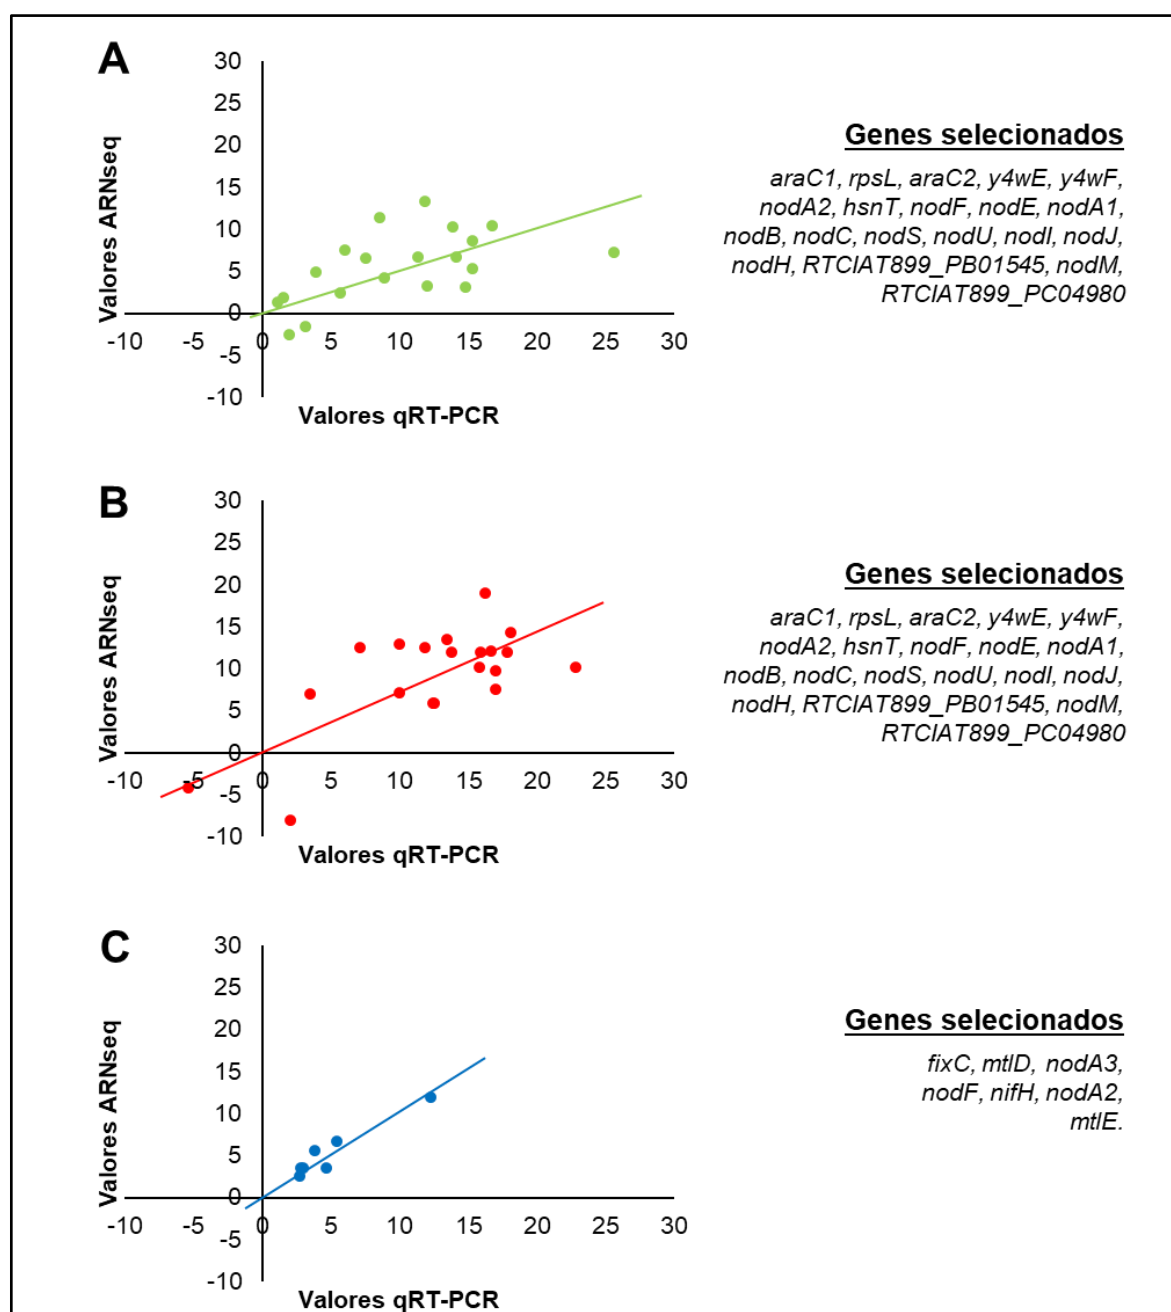 A
30
25
20
15
10
5
0
-5
-10
Valores ARNseq
-10 -5 0 5 10 15 20 25 30
Valores qRT-PCR
Genes selecionados
araC1, rpsL, araC2, y4wE, y4wF,
nodA2, hsnT, nodF, nodE, nodA1,
nodB, nodC, nodS, nodU, nodI, nodJ,
nodH, RTCIAT899_PB01545, nodM,
RTCIAT899_PC04980
B
30
25
20
15
10
5
0
-5
-10
Valores ARNseq
-10 -5 0 5 10 15 20 25 30
Valores qRT-PCR
Genes selecionados
araC1, rpsL, araC2, y4wE, y4wF,
nodA2, hsnT, nodF, nodE, nodA1,
nodB, nodC, nodS, nodU, nodI, nodJ,
nodH, RTCIAT899_PB01545, nodM,
RTCIAT899_PC04980
C
30
25
20
15
10
5
0
-5
-10
Valores ARNseq
-10 -5 0 5 10 15 20 25 30
Valores qRT-PCR
Genes selecionados
fixC, mtlD, nodA3,
nodF, nifH, nodA2,
mtlE.